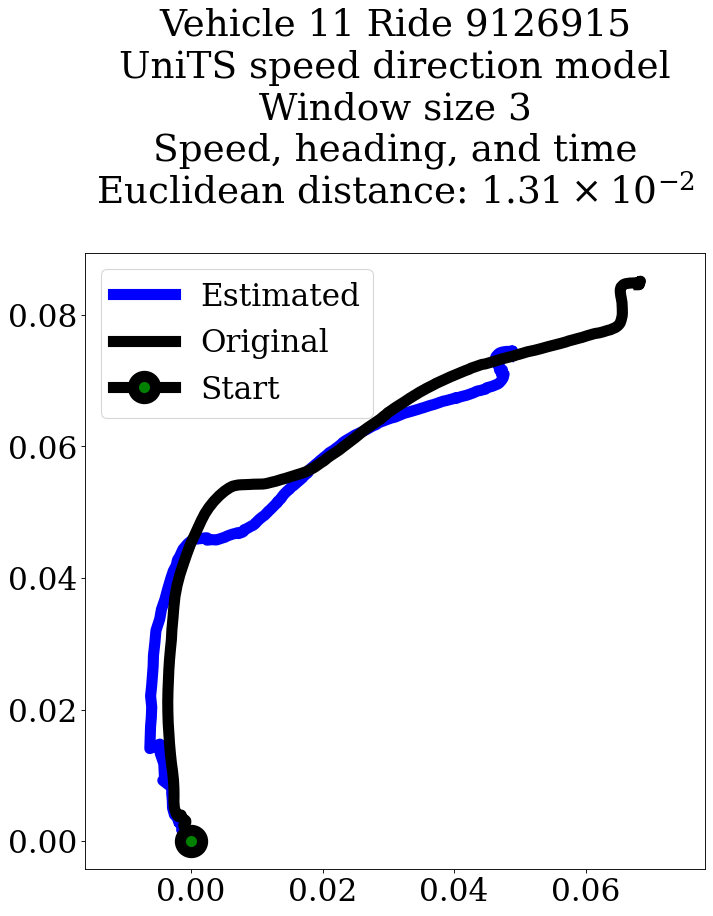 Vehicle 11 Ride 9126915
UniTS speed direction model
Window size 3
Speed, heading, and time
Euclidean distance: 1.31 × 10⁻²
Estimated
Original
Start
0.08
0.06
0.04
0.02
0.00
0.00 0.02 0.04 0.06